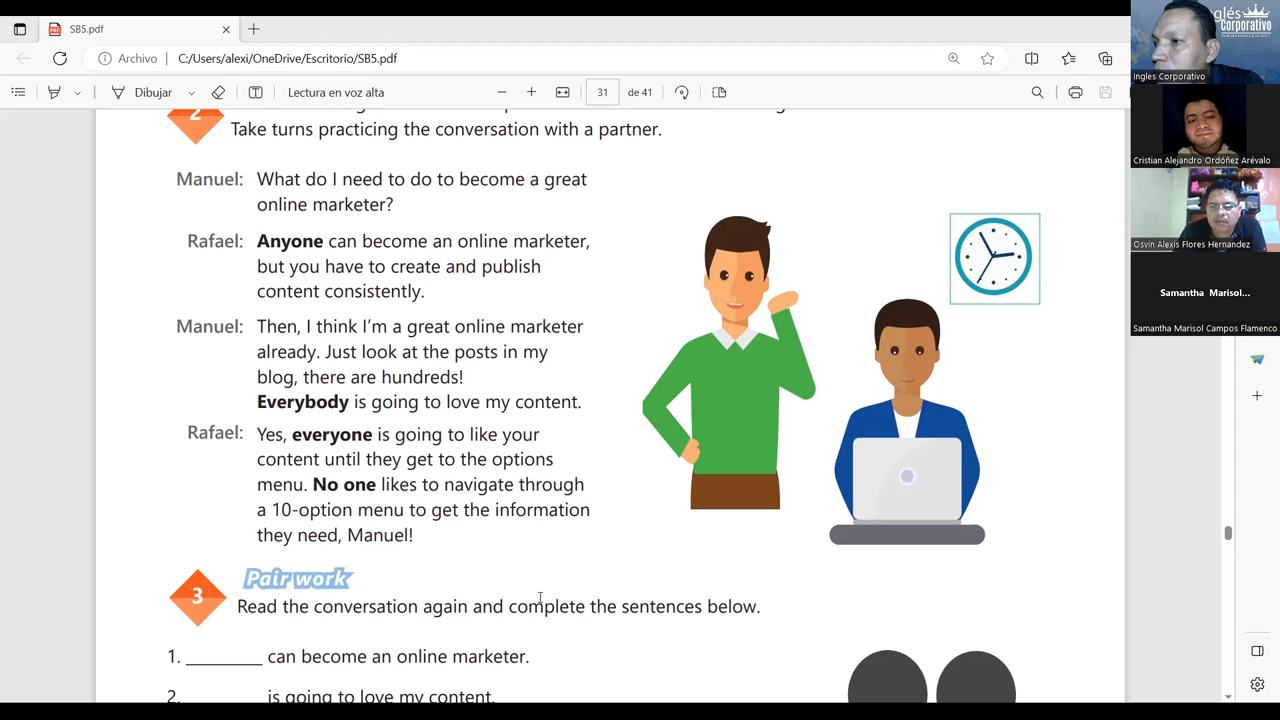 SB5.pdf
Archivo
C:/Users/alexi/OneDrive/Escritorio/SB5.pdf
Dibujar
Lectura en voz alta
31
de 41
2
Take turns practicing the conversation with a partner.
Manuel: What do I need to do to become a great
online marketer?
Rafael: Anyone can become an online marketer,
but you have to create and publish
content consistently.
Manuel: Then, I think I'm a great online marketer
already. Just look at the posts in my
blog, there are hundreds!
Everybody is going to love my content.
Rafael: Yes, everyone is going to like your
content until they get to the options
menu. No one likes to navigate through
a 10-option menu to get the information
they need, Manuel!
Pair work
3
Read the conversation again and complete the sentences below.
1. __________ can become an online marketer.
2. __________ is going to love my content.
Inglés
Corporativo
Ingles Corporativo
Cristian Alejandro Ordóñez Arévalo
Osvin Alexis Flores Hernandez
Samantha Marisol...
Samantha Marisol Campos Flamenco